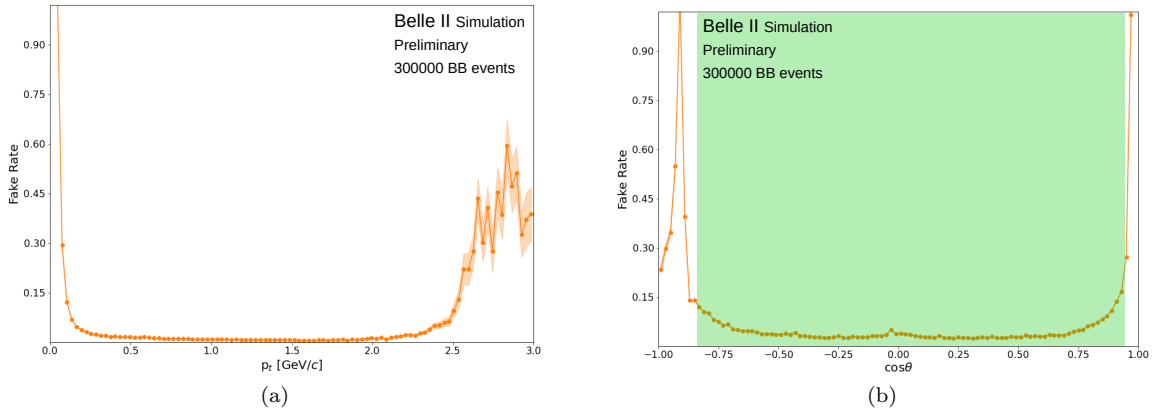 Belle II Simulation
Preliminary
300000 BB events
Fake Rate
0.90
0.75
0.60
0.45
0.30
0.15
0.0 0.5 1.0 1.5 2.0 2.5 3.0
p_t [GeV/c]
(a)
Belle II Simulation
Preliminary
300000 BB events
Fake Rate
0.90
0.75
0.60
0.45
0.30
0.15
−1.00 −0.75 −0.50 −0.25 0.00 0.25 0.50 0.75 1.00
cosθ
(b)